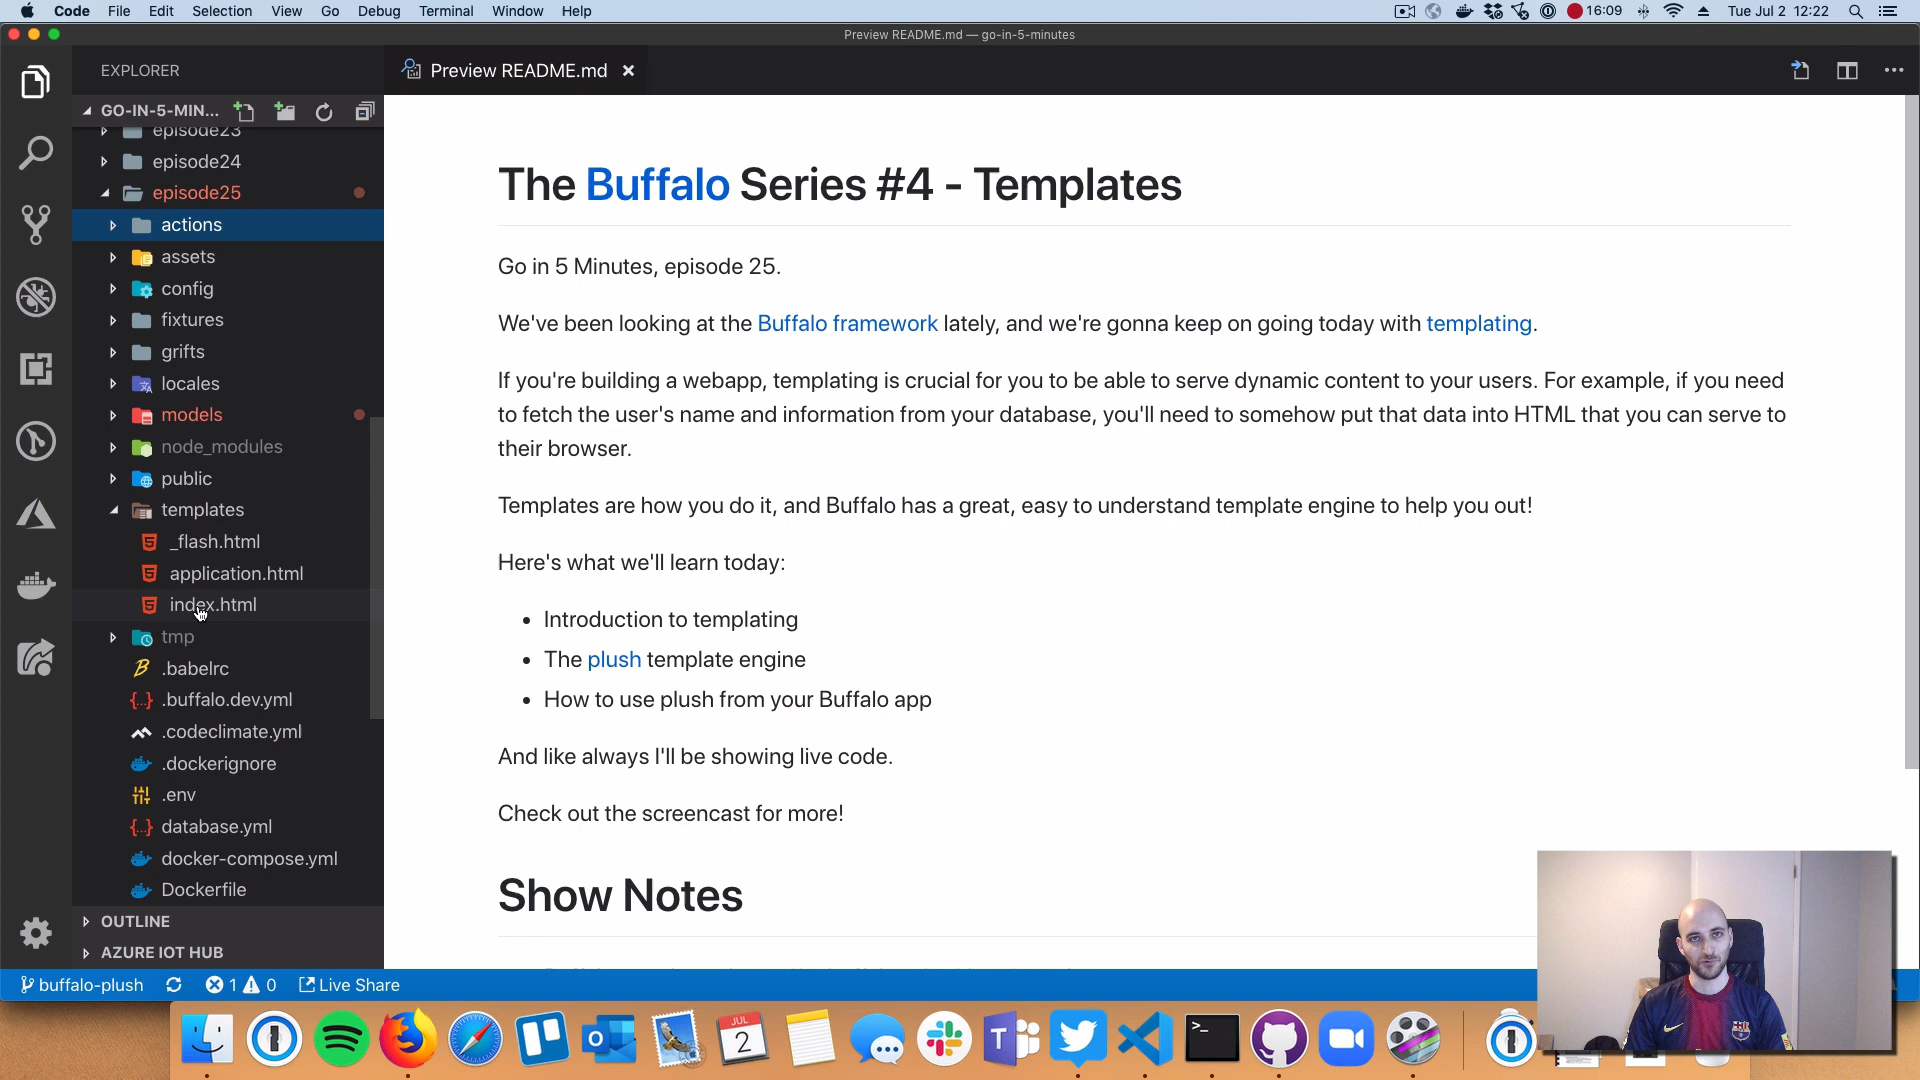 Code File Edit Selection View Go Debug Terminal Window Help
16:09
Tue Jul 2 12:22
Preview README.md — go-in-5-minutes
EXPLORER
Preview README.md
GO-IN-5-MIN...
episode23
episode24
episode25
actions
assets
config
fixtures
grifts
locales
models
node_modules
public
templates
_flash.html
application.html
index.html
tmp
.babelrc
.buffalo.dev.yml
.codeclimate.yml
.dockerignore
.env
database.yml
docker-compose.yml
Dockerfile
OUTLINE
AZURE IOT HUB
The Buffalo Series #4 - Templates
Go in 5 Minutes, episode 25.
We've been looking at the Buffalo framework lately, and we're gonna keep on going today with templating.
If you're building a webapp, templating is crucial for you to be able to serve dynamic content to your users. For example, if you need
to fetch the user's name and information from your database, you'll need to somehow put that data into HTML that you can serve to
their browser.
Templates are how you do it, and Buffalo has a great, easy to understand template engine to help you out!
Here's what we'll learn today:
• Introduction to templating
• The plush template engine
• How to use plush from your Buffalo app
And like always I'll be showing live code.
Check out the screencast for more!
Show Notes
buffalo-plush
1
0
Live Share
JUL
2